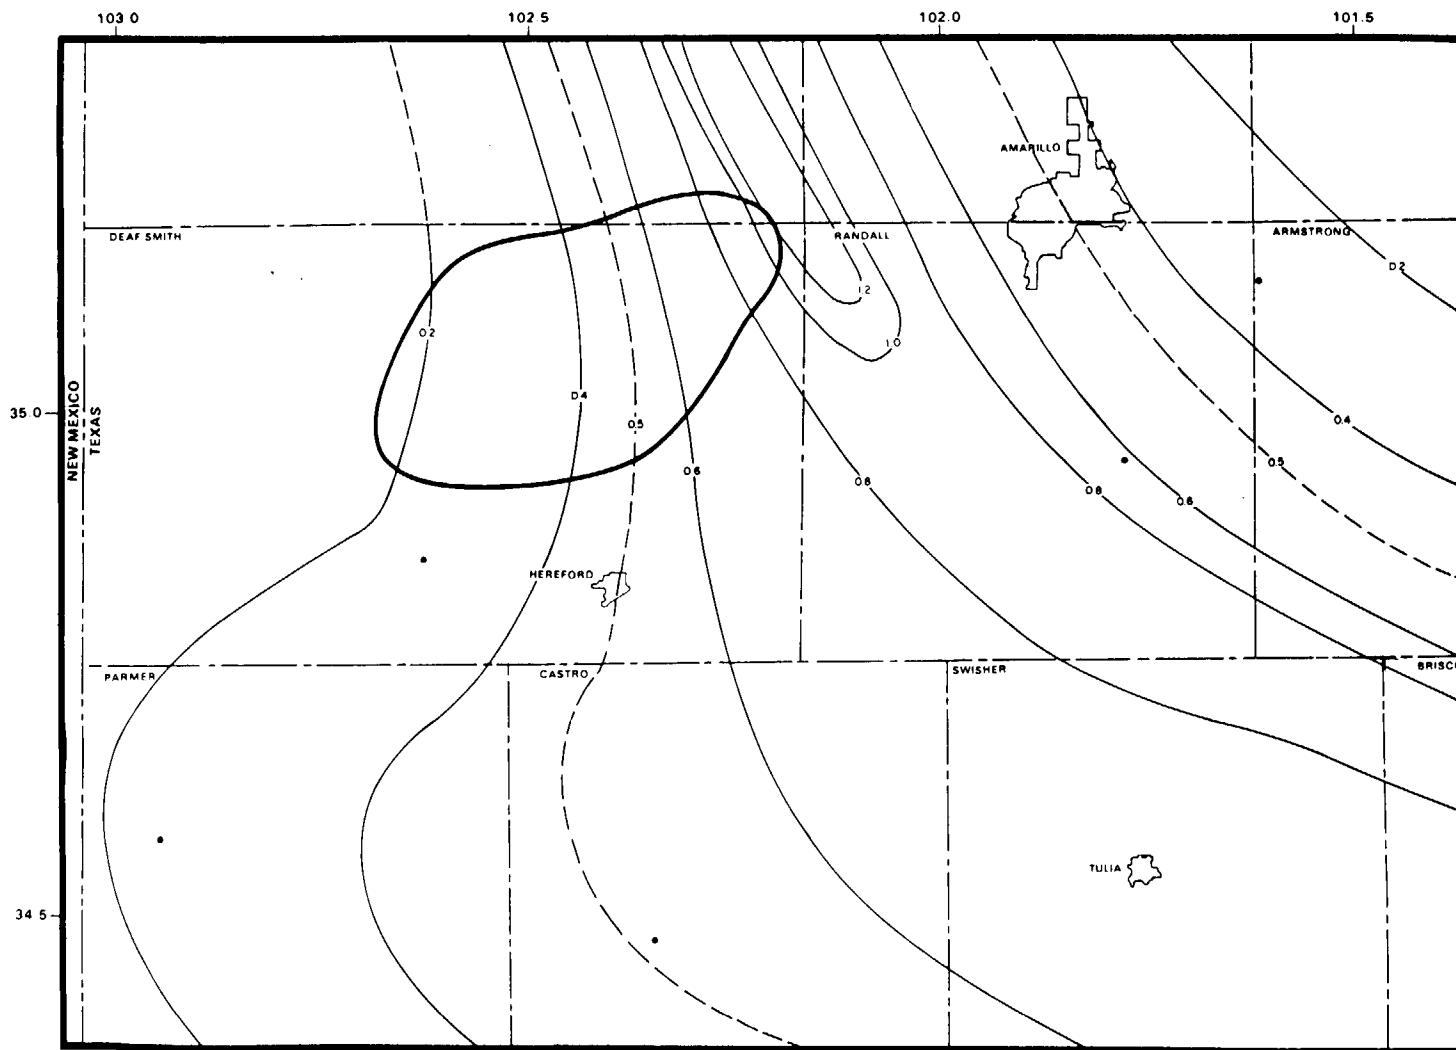 103.0 102.5 102.0 101.5
AMARILLO
DEAF SMITH
RANDALL
ARMSTRONG
0.2
1.2
0.2
1.0
NEW MEXICO
TEXAS
0.4
35.0
0.5
0.4
0.6
0.8
0.8
0.6
0.5
HEREFORD
PARMER
CASTRO
SWISHER
BRISC
TULIA
34.5